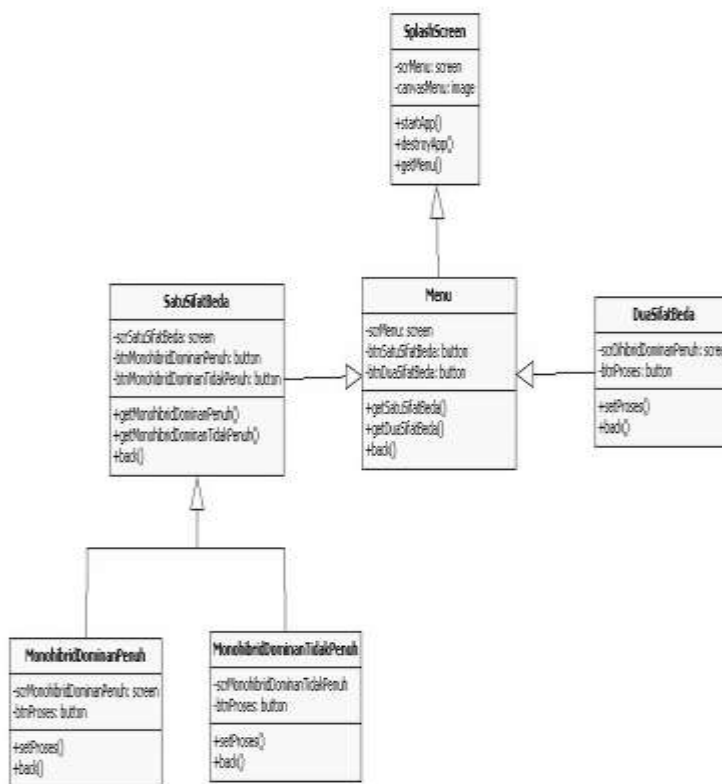 SplashScreen
-scrMenu: screen
-canvasMenu: image
+startApp()
+destroyApp()
+getMenu()
SatuSifatBeda
-scrSatuSifatBeda: screen
-btnMonohibridDominanPenuh: button
-btnMonohibridDominanTidakPenuh: button
+getMonohibridDominanPenuh()
+getMonohibridDominanTidakPenuh()
+back()
Menu
-scrMenu: screen
-btnSatuSifatBeda: button
-btnDuaSifatBeda: button
+getSatuSifatBeda()
+getDuaSifatBeda()
+back()
DuaSifatBeda
-scrDihibridDominanPenuh: scree
-btnProses: button
+setProses()
+back()
MonohibridDominanPenuh
-scrMonohibridDominanPenuh: screen
-btnProses: button
+setProses()
+back()
MonohibridDominanTidakPenuh
-scrMonohibridDominanTidakPenuh
-btnProses: button
+setProses()
+back()